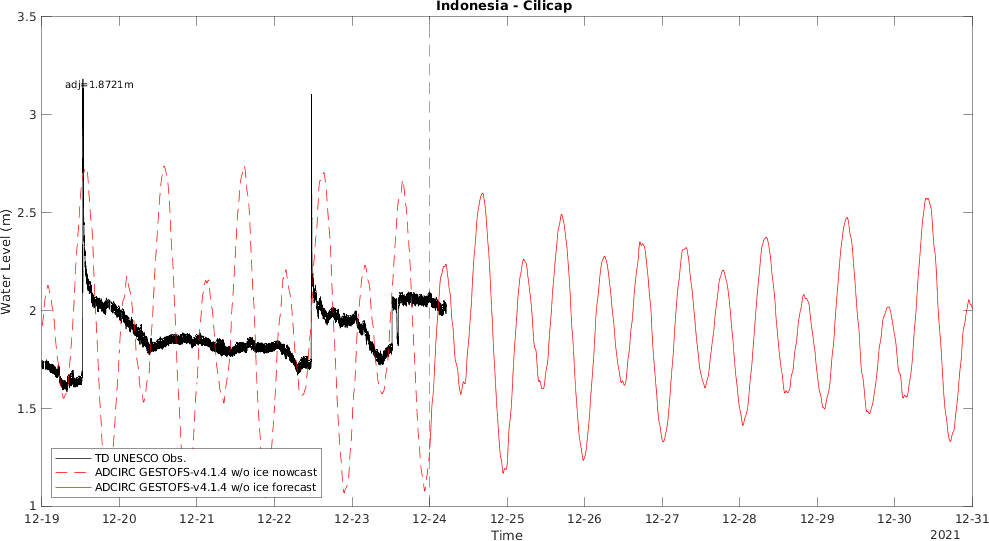 Indonesia - Cilicap
3.5
adj=1.8721m
3
2.5
Water Level (m)
2
1.5
TD UNESCO Obs.
ADCIRC GESTOFS-v4.1.4 w/o ice nowcast
ADCIRC GESTOFS-v4.1.4 w/o ice forecast
1
12-19 12-20 12-21 12-22 12-23 12-24 12-25 12-26 12-27 12-28 12-29 12-30 12-31
Time
2021